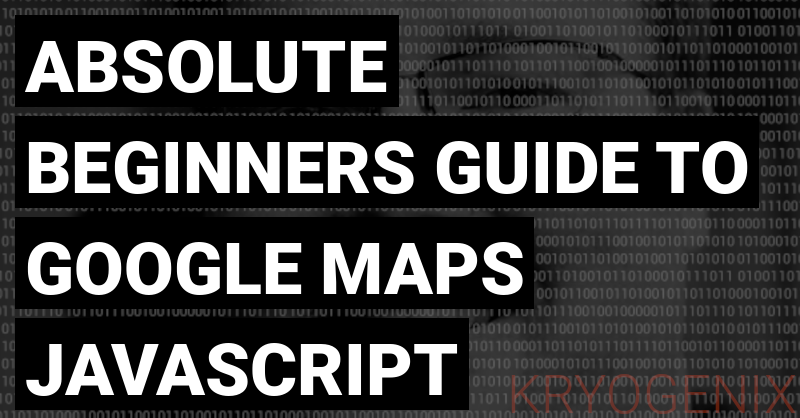 ABSOLUTE
BEGINNERS GUIDE TO
GOOGLE MAPS
JAVASCRIPT
KRYOGENIX